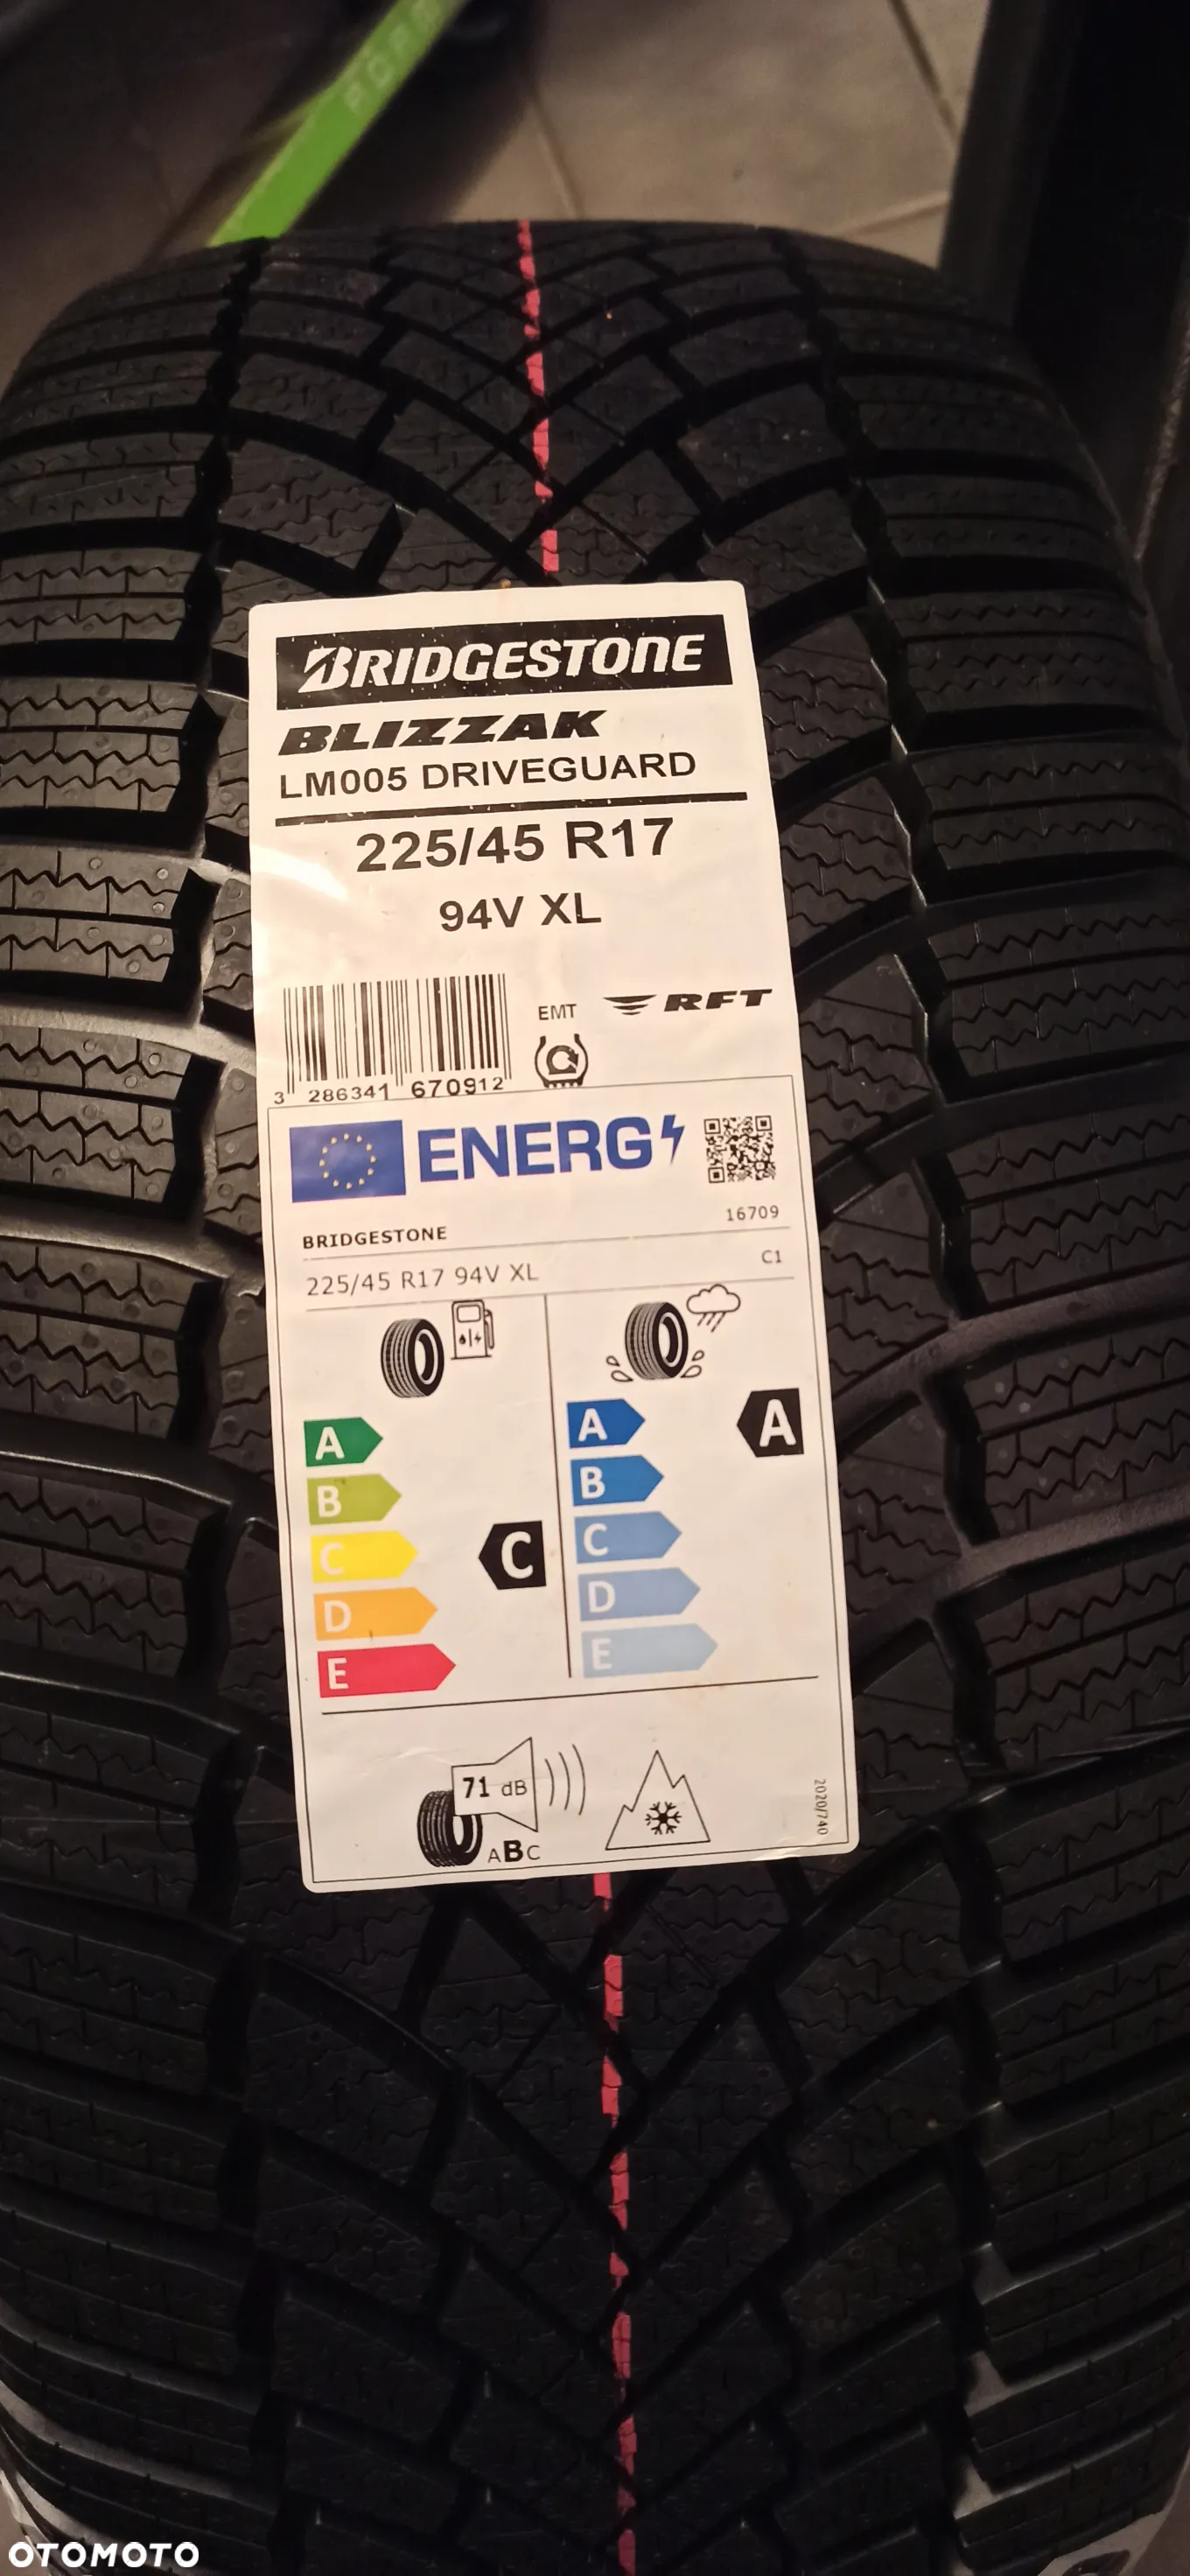 BRIDGESTONE
BLIZZAK
LM005 DRIVEGUARD
225/45 R17
94V XL
EMT RFT
3 286341 670912
ENERG
BRIDGESTONE 16709
225/45 R17 94V XL C1
A A A
B B
C C C
D D
E E
71 dB
ABC
2020/740
OTOMOTO